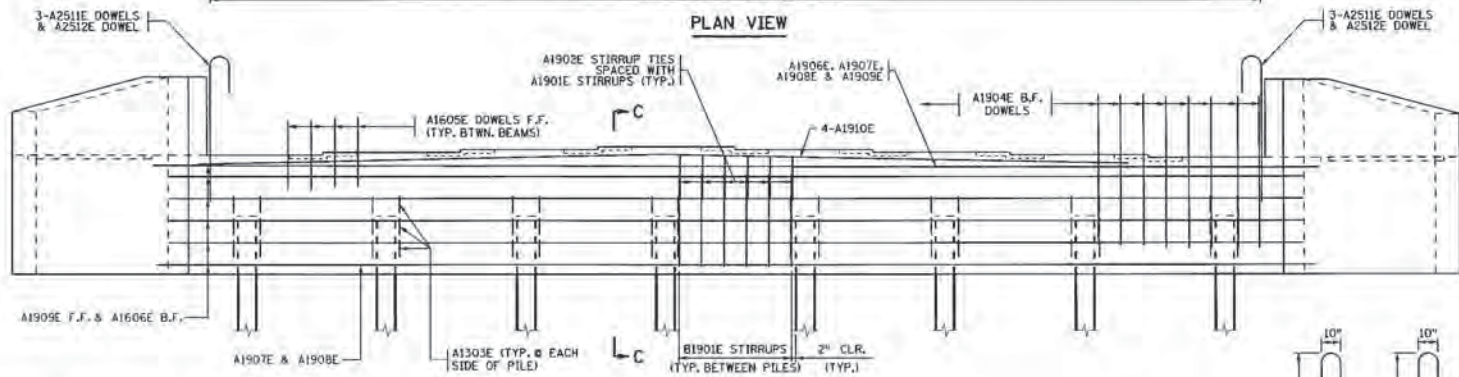 PLAN VIEW
3-A2511E DOWELS
& A2512E DOWEL
A1902E STIRRUP TIES
SPACED WITH
A1901E STIRRUPS (TYP.)
A1906E, A1907E,
A1908E & A1909E
3-A2511E DOWELS
& A2512E DOWEL
A1904E B.F.
DOWELS
A1605E DOWELS F.F.
(TYP. BTWN. BEAMS)
C
4-A1910E
A1909E F.F. & A1606E B.F.
A1907E & A1908E
A1303E (TYP. @ EACH
SIDE OF PILE)
C
B1901E STIRRUPS
(TYP. BETWEEN PILES)
2" CLR.
(TYP.)
10"
10"